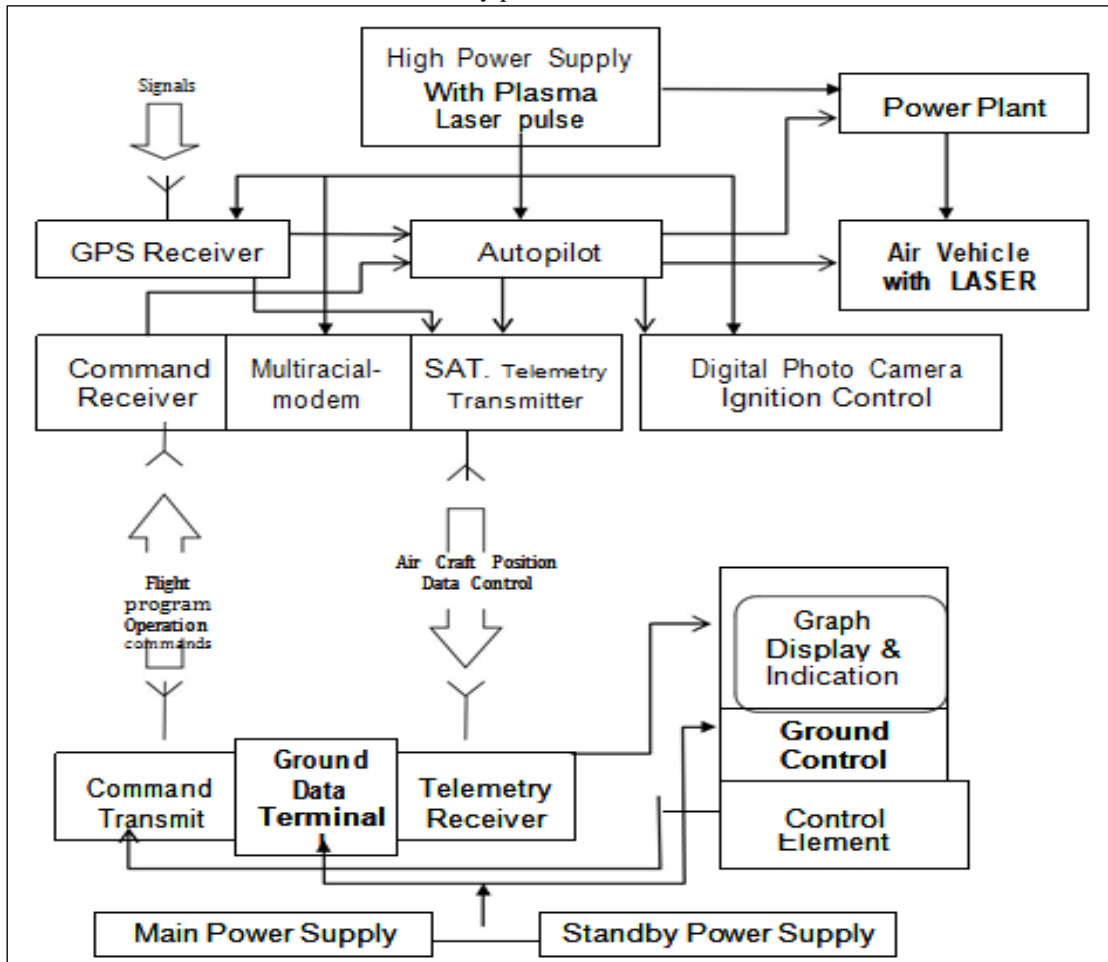 High Power Supply
With Plasma
Laser pulse
Signals
Power Plant
GPS Receiver
Autopilot
Air Vehicle
with LASER
Command
Receiver
Multiracial-
modem
SAT. Telemetry
Transmitter
Digital Photo Camera
Ignition Control
Flight
program
Operation
commands
Air Craft Position
Data Control
Graph
Display &
Indication
Ground
Control
Control
Element
Command
Transmit
Ground
Data
Terminal
Telemetry
Receiver
Main Power Supply
Standby Power Supply